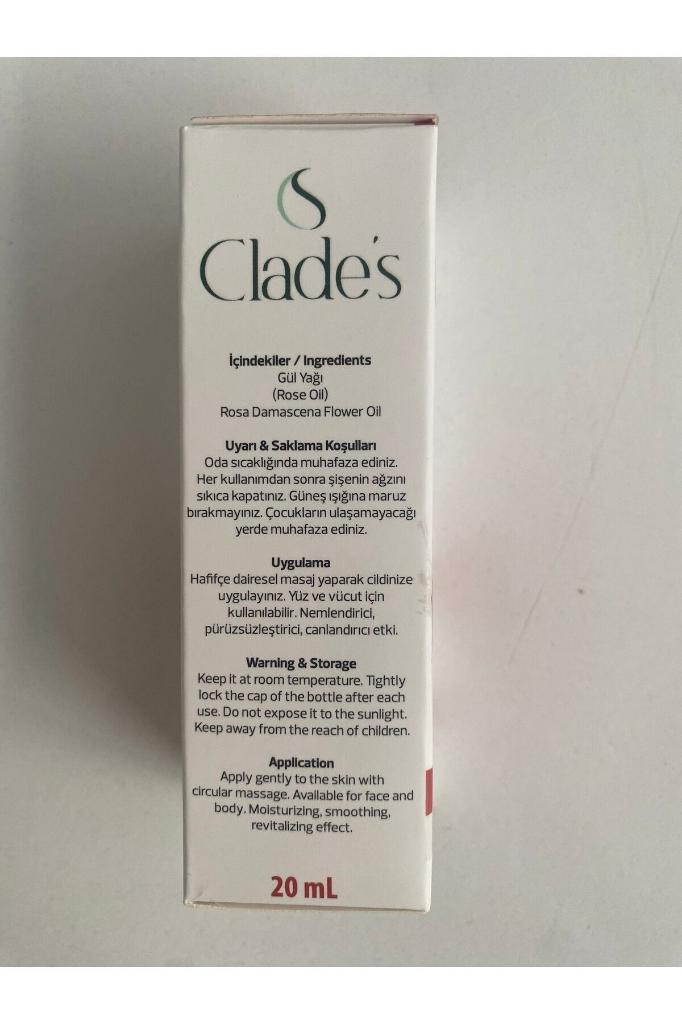 Clade's
İçindekiler / Ingredients
Gül Yağı
(Rose Oil)
Rosa Damascena Flower Oil
Uyarı & Saklama Koşulları
Oda sıcaklığında muhafaza ediniz.
Her kullanımdan sonra şişenin ağzını
sıkıca kapatınız. Güneş ışığına maruz
bırakmayınız. Çocukların ulaşamayacağı
yerde muhafaza ediniz.
Uygulama
Hafifçe dairesel masaj yaparak cildinize
uygulayınız. Yüz ve vücut için
kullanılabilir. Nemlendirici,
pürüzsüzleştirici, canlandırıcı etki.
Warning & Storage
Keep it at room temperature. Tightly
lock the cap of the bottle after each
use. Do not expose it to the sunlight.
Keep away from the reach of children.
Application
Apply gently to the skin with
circular massage. Available for face and
body. Moisturizing, smoothing,
revitalizing effect.
20 mL